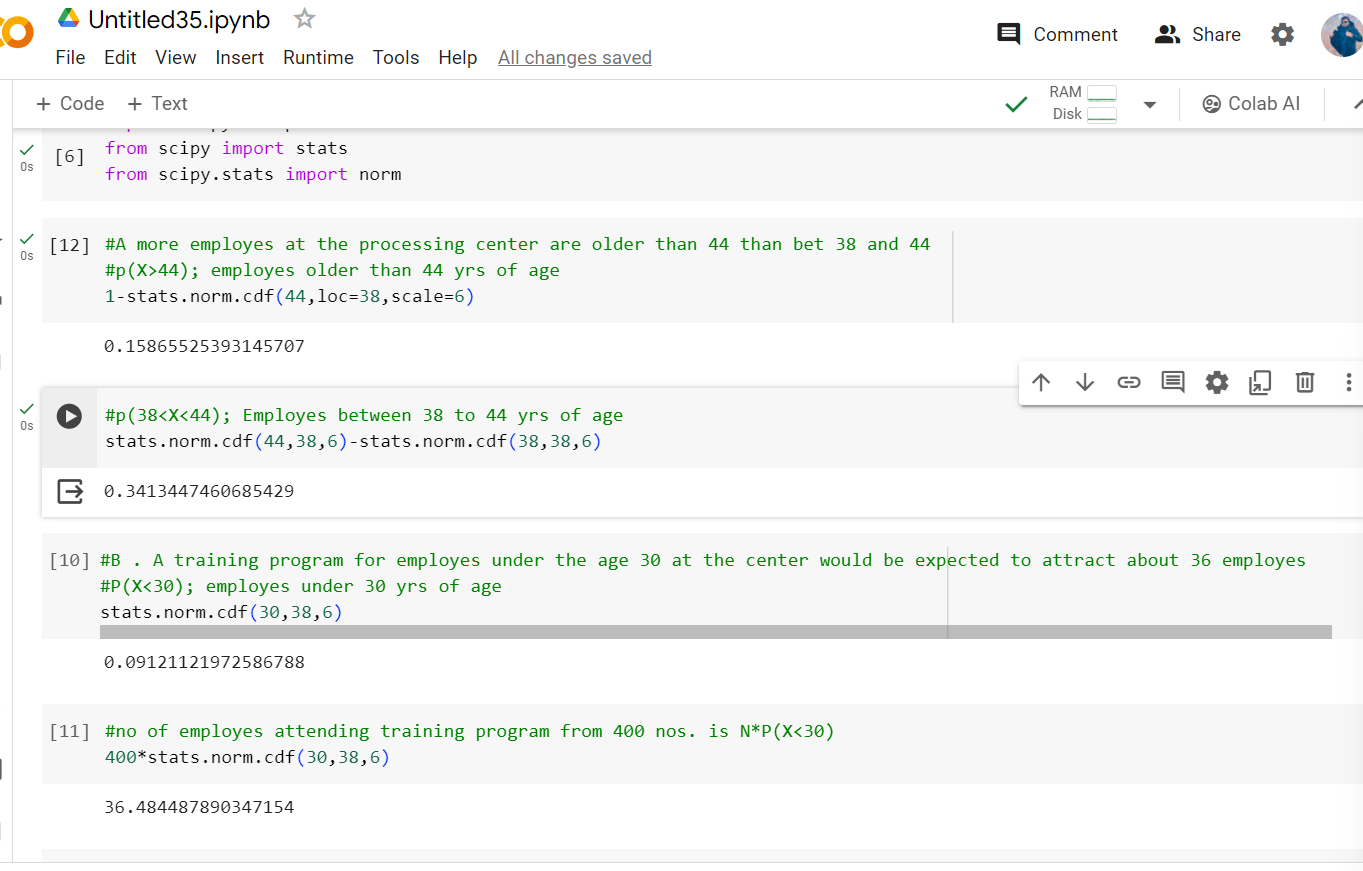 Untitled35.ipynb
Comment
Share
File Edit View Insert Runtime Tools Help All changes saved
+ Code + Text
RAM
Disk
Colab AI
0s
[6]
from scipy import stats
from scipy.stats import norm
0s
[12]
#A more employes at the processing center are older than 44 than bet 38 and 44
#p(X>44); employes older than 44 yrs of age
1-stats.norm.cdf(44,loc=38,scale=6)
0.15865525393145707
0s
#p(38<X<44); Employes between 38 to 44 yrs of age
stats.norm.cdf(44,38,6)-stats.norm.cdf(38,38,6)
0.3413447460685429
[10] #B . A training program for employes under the age 30 at the center would be expected to attract about 36 employes
#P(X<30); employes under 30 yrs of age
stats.norm.cdf(30,38,6)
0.09121121972586788
[11] #no of employes attending training program from 400 nos. is N*P(X<30)
400*stats.norm.cdf(30,38,6)
36.484487890347154